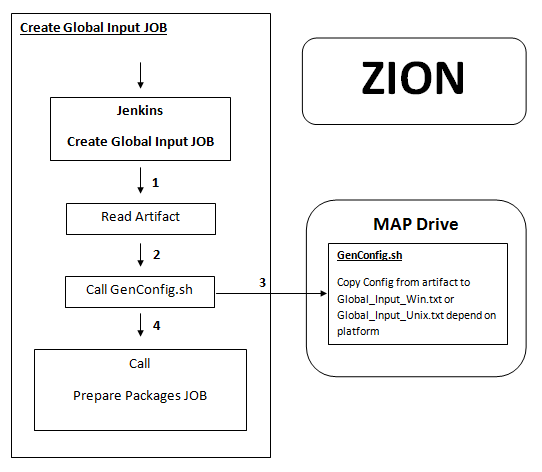 Create Global Input JOB
ZION
Jenkins
Create Global Input JOB
1
Read Artifact
2
Call GenConfig.sh
3
4
Call
Prepare Packages JOB
MAP Drive
GenConfig.sh
Copy Config from artifact to
Global_Input_Win.txt or
Global_Input_Unix.txt depend on
platform